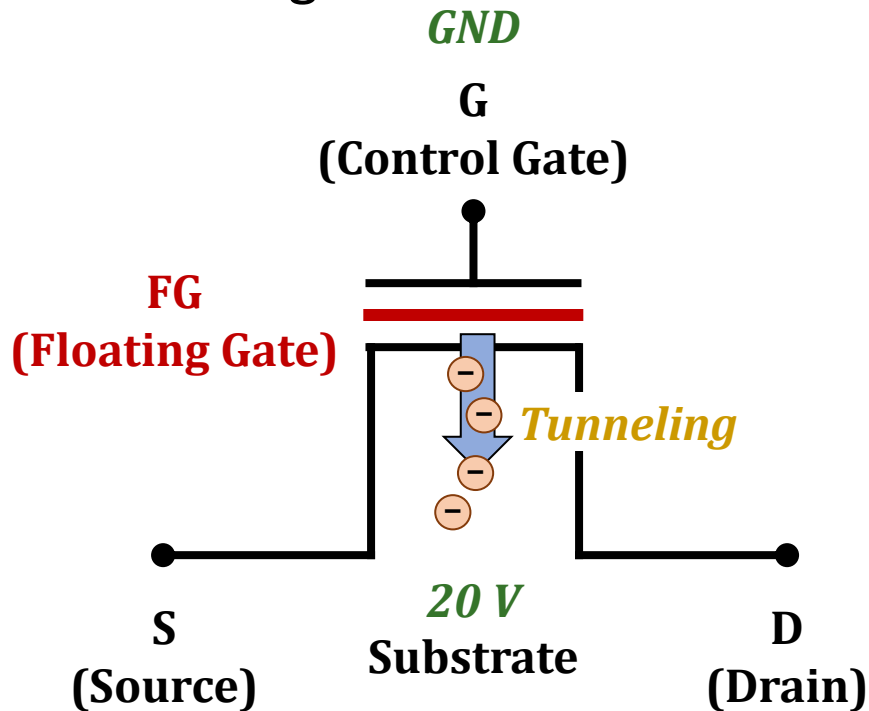 GND
G
(Control Gate)
FG
(Floating Gate)
Tunneling
S
(Source)
20 V
Substrate
D
(Drain)